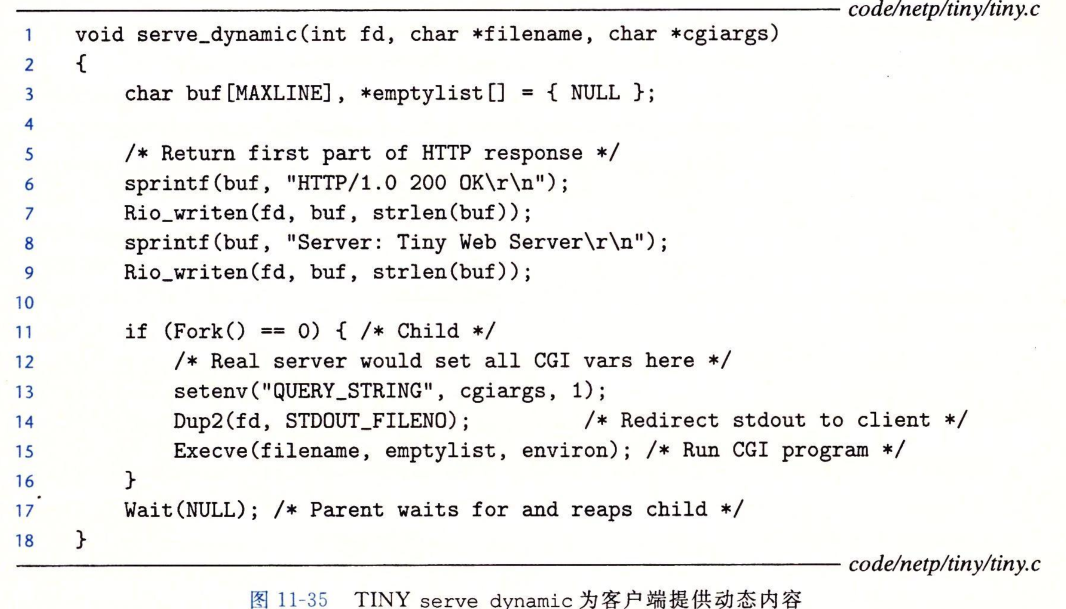 code/netp/tiny/tiny.c
1 void serve_dynamic(int fd, char *filename, char *cgiargs)
2 {
3     char buf[MAXLINE], *emptylist[] = { NULL };
4
5     /* Return first part of HTTP response */
6     sprintf(buf, "HTTP/1.0 200 OK\r\n");
7     Rio_writen(fd, buf, strlen(buf));
8     sprintf(buf, "Server: Tiny Web Server\r\n");
9     Rio_writen(fd, buf, strlen(buf));
10
11     if (Fork() == 0) { /* Child */
12         /* Real server would set all CGI vars here */
13         setenv("QUERY_STRING", cgiargs, 1);
14         Dup2(fd, STDOUT_FILENO);         /* Redirect stdout to client */
15         Execve(filename, emptylist, environ); /* Run CGI program */
16     }
17     Wait(NULL); /* Parent waits for and reaps child */
18 }
code/netp/tiny/tiny.c
图 11-35 TINY serve dynamic 为客户端提供动态内容